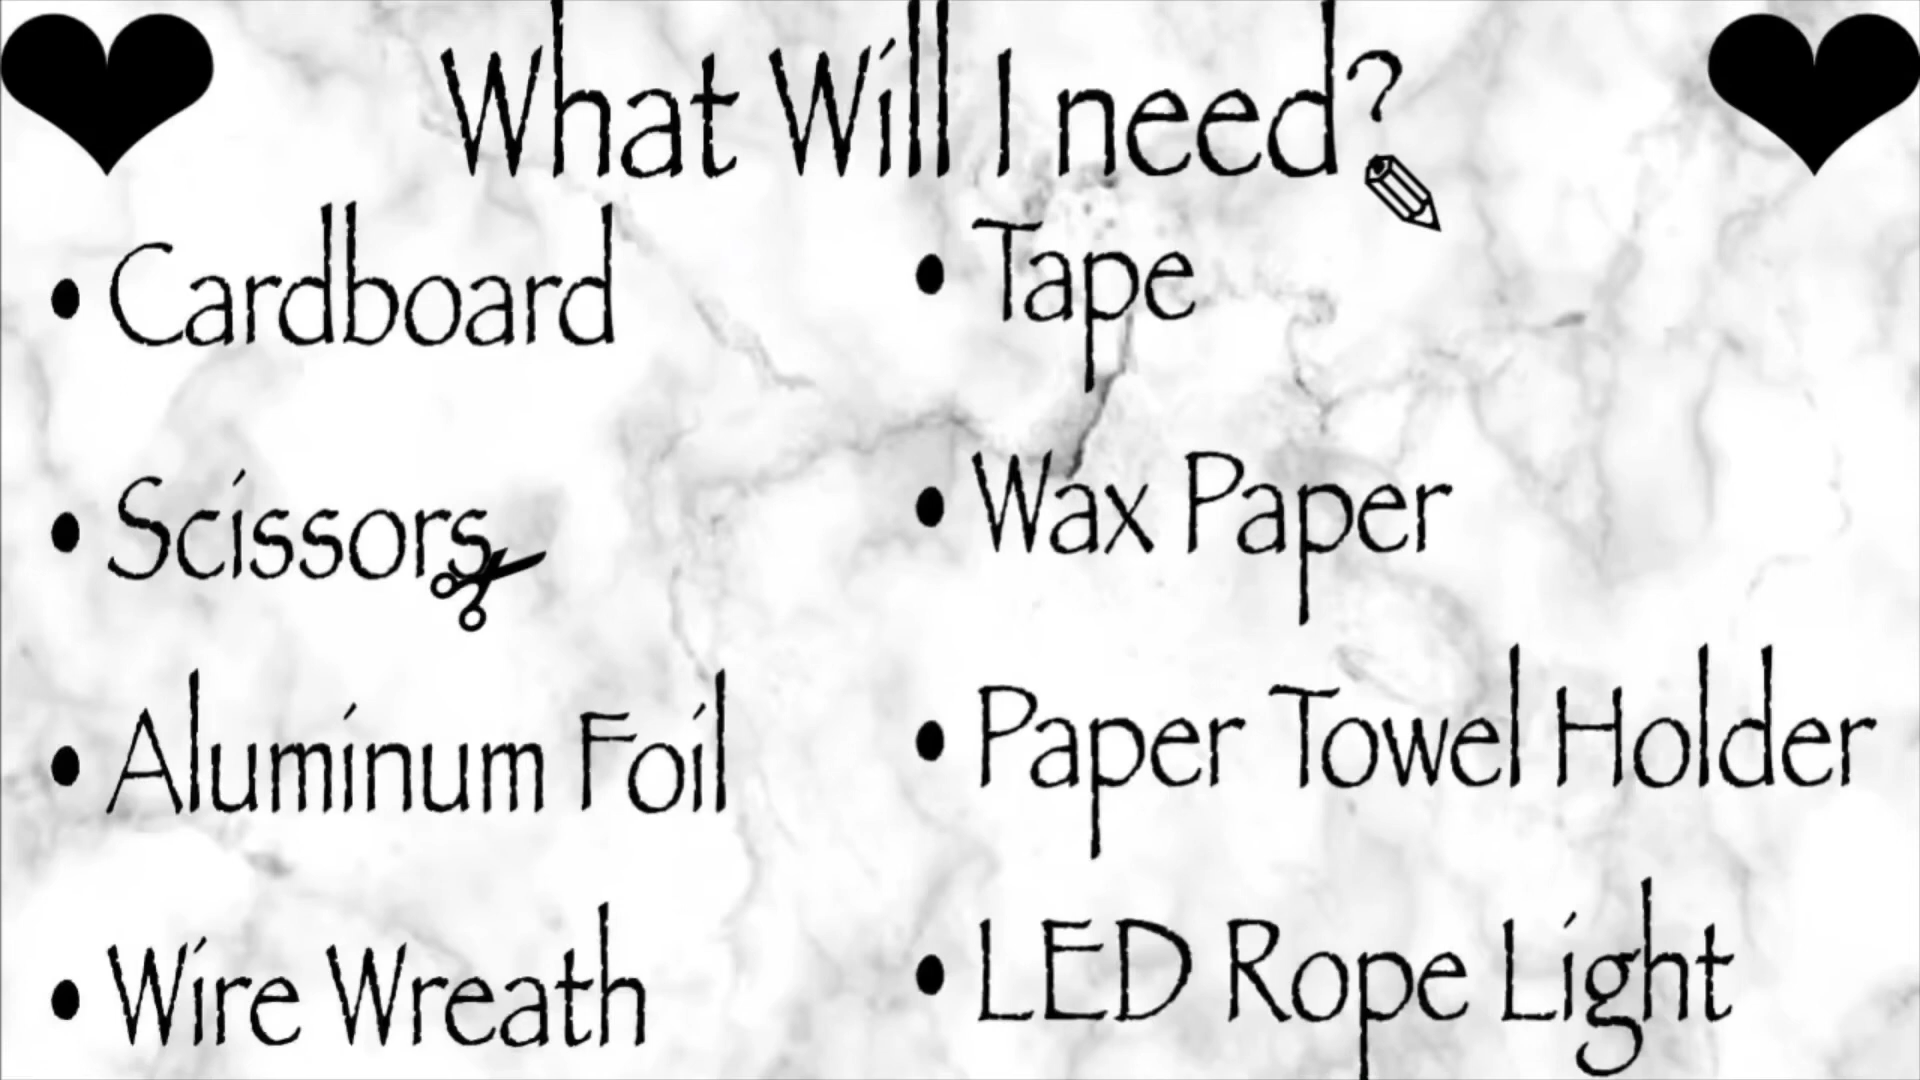 What Will I need?
• Cardboard
• Scissors
• Aluminum Foil
• Wire Wreath
• Tape
• Wax Paper
• Paper Towel Holder
• LED Rope Light